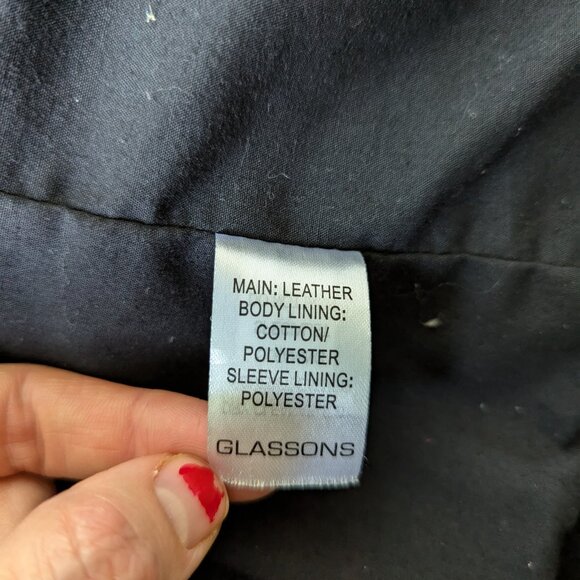 MAIN: LEATHER
BODY LINING:
COTTON/
POLYESTER
SLEEVE LINING:
POLYESTER
GLASSONS